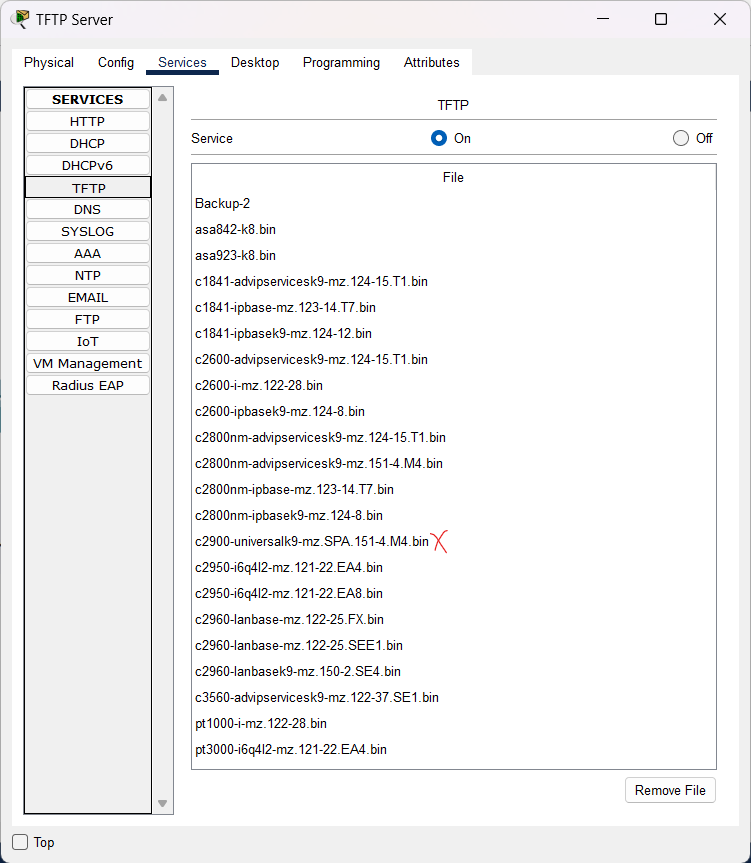 TFTP Server
Physical Config Services Desktop Programming Attributes
SERVICES
HTTP
DHCP
DHCPv6
TFTP
DNS
SYSLOG
AAA
NTP
EMAIL
FTP
IoT
VM Management
Radius EAP
TFTP
Service On Off
File
Backup-2
asa842-k8.bin
asa923-k8.bin
c1841-advipservicesk9-mz.124-15.T1.bin
c1841-ipbase-mz.123-14.T7.bin
c1841-ipbasek9-mz.124-12.bin
c2600-advipservicesk9-mz.124-15.T1.bin
c2600-i-mz.122-28.bin
c2600-ipbasek9-mz.124-8.bin
c2800nm-advipservicesk9-mz.124-15.T1.bin
c2800nm-advipservicesk9-mz.151-4.M4.bin
c2800nm-ipbase-mz.123-14.T7.bin
c2800nm-ipbasek9-mz.124-8.bin
c2900-universalk9-mz.SPA.151-4.M4.bin X
c2950-i6q4l2-mz.121-22.EA4.bin
c2950-i6q4l2-mz.121-22.EA8.bin
c2960-lanbase-mz.122-25.FX.bin
c2960-lanbase-mz.122-25.SEE1.bin
c2960-lanbasek9-mz.150-2.SE4.bin
c3560-advipservicesk9-mz.122-37.SE1.bin
pt1000-i-mz.122-28.bin
pt3000-i6q4l2-mz.121-22.EA4.bin
Remove File
Top